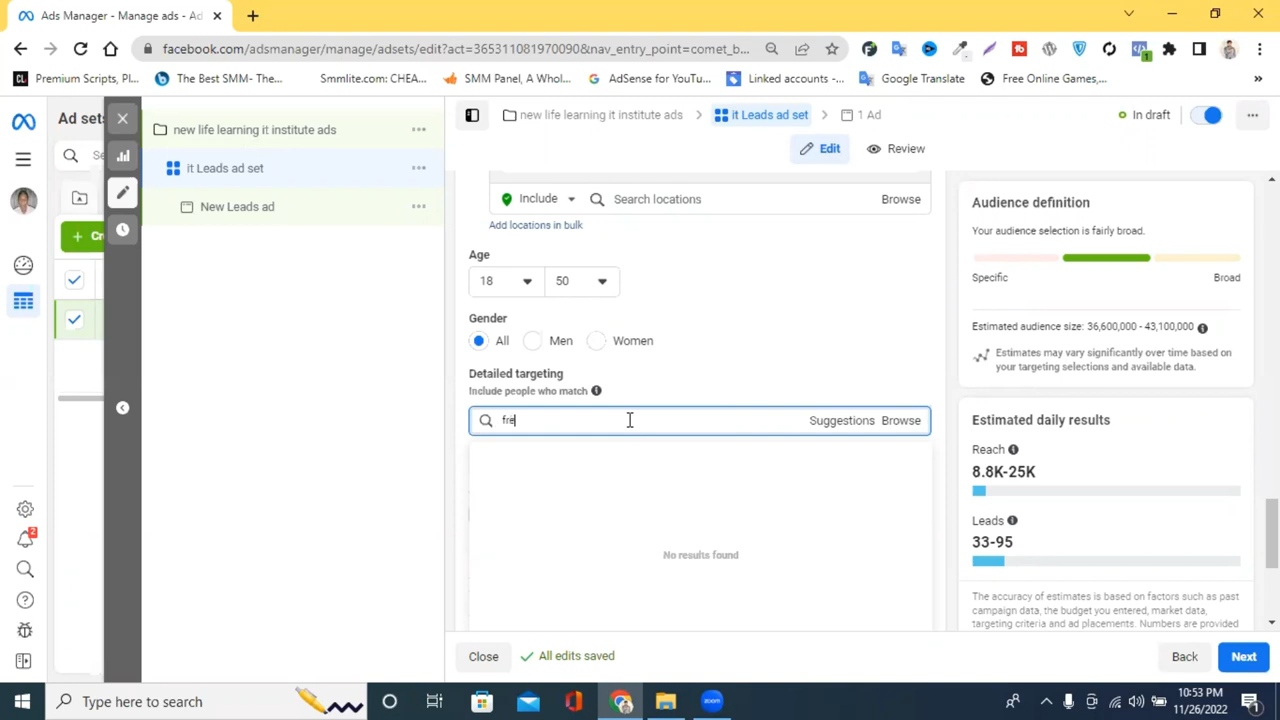 Ads Manager - Manage ads - Ad
facebook.com/adsmanager/manage/adsets/edit?act=365311081970090&nav_entry_point=comet_b...
1
CL Premium Scripts, Pl...
The Best SMM- The...
Smmlite.com: CHEA...
SMM Panel, A Whol...
AdSense for YouTu...
Linked accounts -...
Google Translate
Free Online Games,...
»
Ad sets
new life learning it institute ads
it Leads ad set
New Leads ad
new life learning it institute ads
it Leads ad set
1 Ad
In draft
Edit
Review
Include
Search locations
Browse
Add locations in bulk
Age
18
50
Gender
All
Men
Women
Detailed targeting
Include people who match
fre
Suggestions
Browse
No results found
Close
All edits saved
Back
Next
Audience definition
Your audience selection is fairly broad.
Specific
Broad
Estimated audience size: 36,600,000 - 43,100,000
Estimates may vary significantly over time based on
your targeting selections and available data.
Estimated daily results
Reach
8.8K-25K
Leads
33-95
The accuracy of estimates is based on factors such as past
campaign data, the budget you entered, market data,
targeting criteria and ad placements. Numbers are provided
2
Type here to search
zoom
10:53 PM
11/26/2022
1